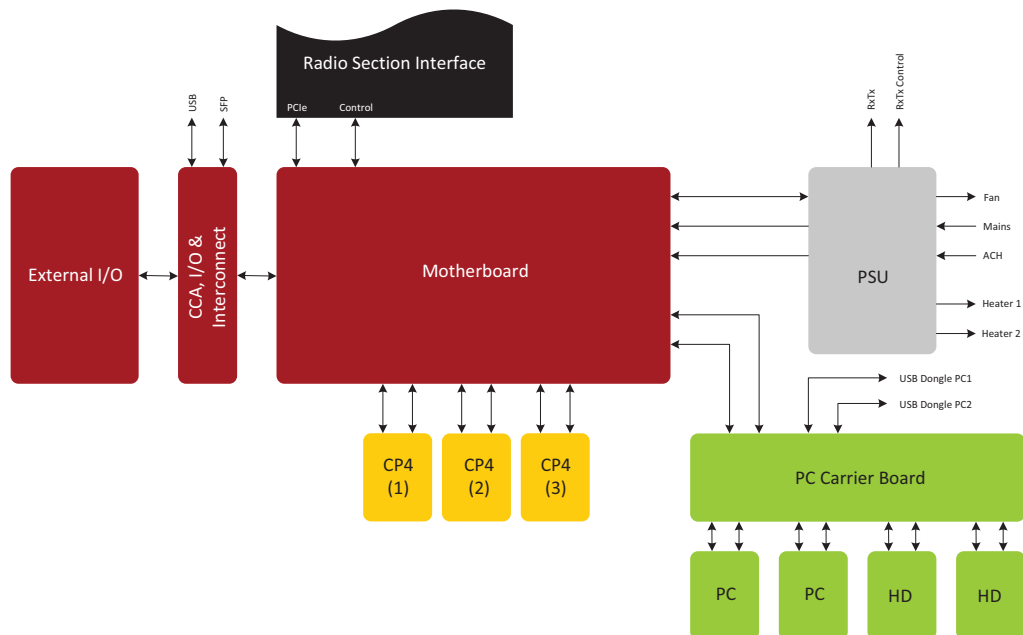 Radio Section Interface
PCIe
Control
USB
SFP
RxTx
RxTx Control
External I/O
CCA, I/O &
Interconnect
Motherboard
PSU
Fan
Mains
ACH
Heater 1
Heater 2
USB Dongle PC1
USB Dongle PC2
CP4
(1)
CP4
(2)
CP4
(3)
PC Carrier Board
PC
PC
HD
HD